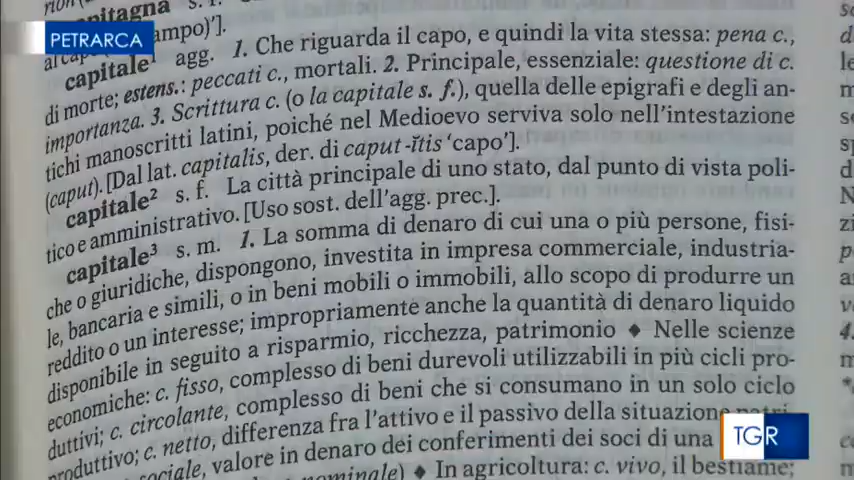 PETRARCA
capitale¹ agg. 1. Che riguarda il capo, e quindi la vita stessa: pena c.,
di morte; estens.: peccati c., mortali. 2. Principale, essenziale: questione di c.
importanza. 3. Scrittura c. (o la capitale s. f.), quella delle epigrafi e degli an-
tichi manoscritti latini, poiché nel Medioevo serviva solo nell'intestazione
(caput). [Dal lat. capitalis, der. di caput -ĭtis 'capo'].
capitale² s. f. La città principale di uno stato, dal punto di vista poli-
tico e amministrativo. [Uso sost. dell'agg. prec.].
capitale³ s. m. 1. La somma di denaro di cui una o più persone, fisi-
che o giuridiche, dispongono, investita in impresa commerciale, industria-
le, bancaria e simili, o in beni mobili o immobili, allo scopo di produrre un
reddito o un interesse; impropriamente anche la quantità di denaro liquido
disponibile in seguito a risparmio, ricchezza, patrimonio ♦ Nelle scienze
economiche: c. fisso, complesso di beni durevoli utilizzabili in più cicli pro-
duttivi; c. circolante, complesso di beni che si consumano in un solo ciclo
produttivo; c. netto, differenza fra l'attivo e il passivo della situazione
sociale, valore in denaro dei conferimenti dei soci di una
nominale) ♦ In agricoltura: c. vivo, il bestiame;
TGR